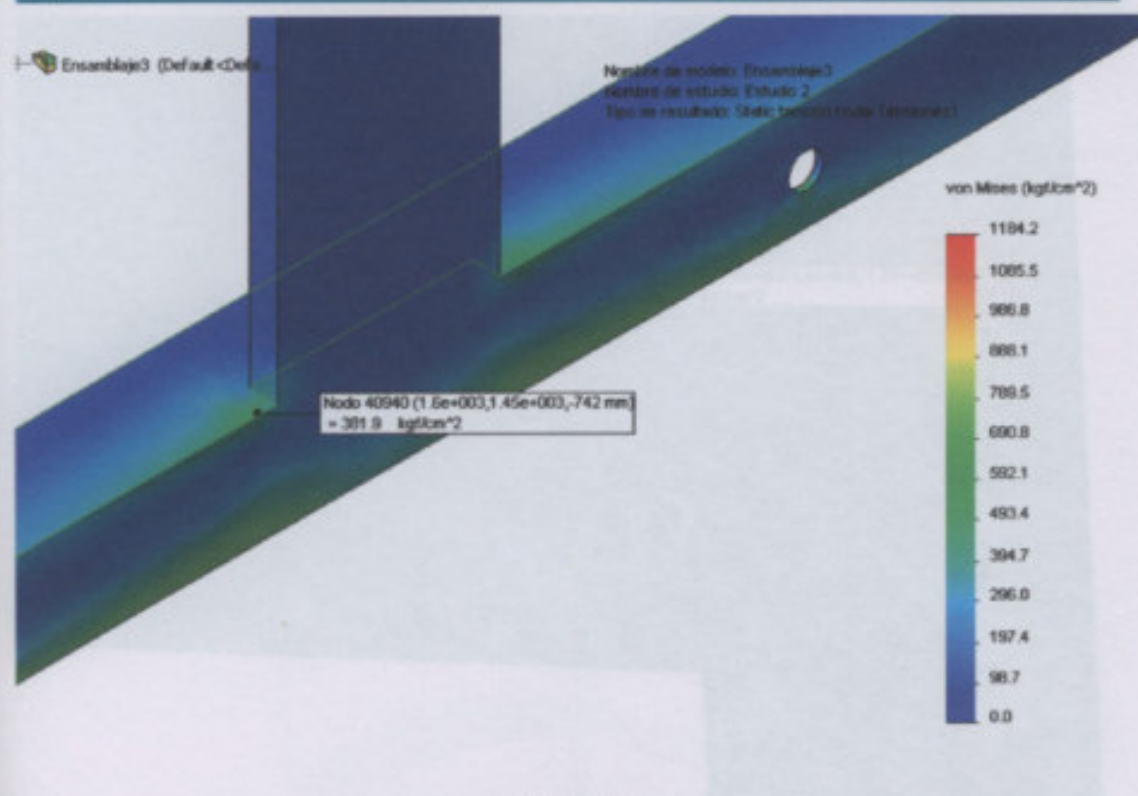 Ensamblaje3 (Default<Defa
Nombre de modelo: Ensamblaje3
Nombre de estudio: Estudio 2
Tipo de resultado: Static tension nodal (Tensiones)
von Mises (kgf/cm^2)
1184.2
1085.5
986.8
888.1
789.5
690.8
592.1
493.4
394.7
296.0
197.4
98.7
0.0
Nodo 40940 (1.6e+003,1.45e+003,-742 mm)
= 381.9 kgf/cm^2